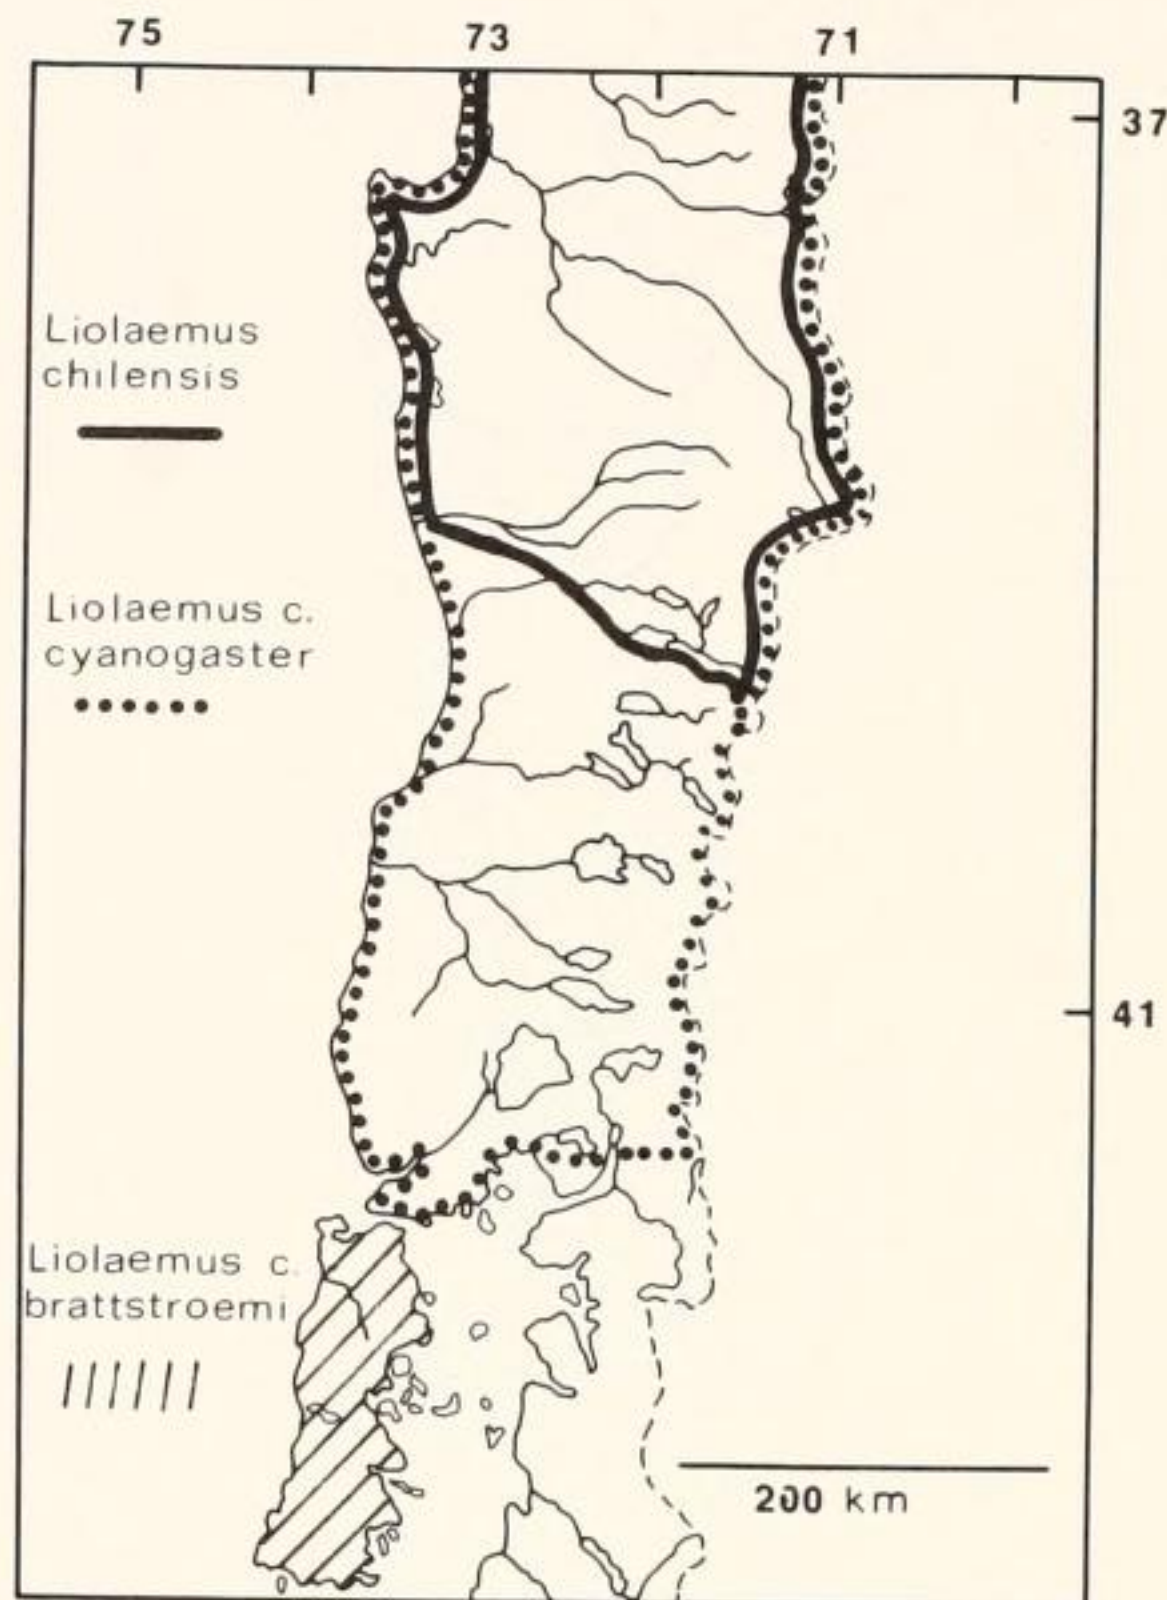 75 73 71
37
Liolaemus
chilensis
Liolaemus c.
cyanogaster
41
Liolaemus c.
brattstroemi
200 km